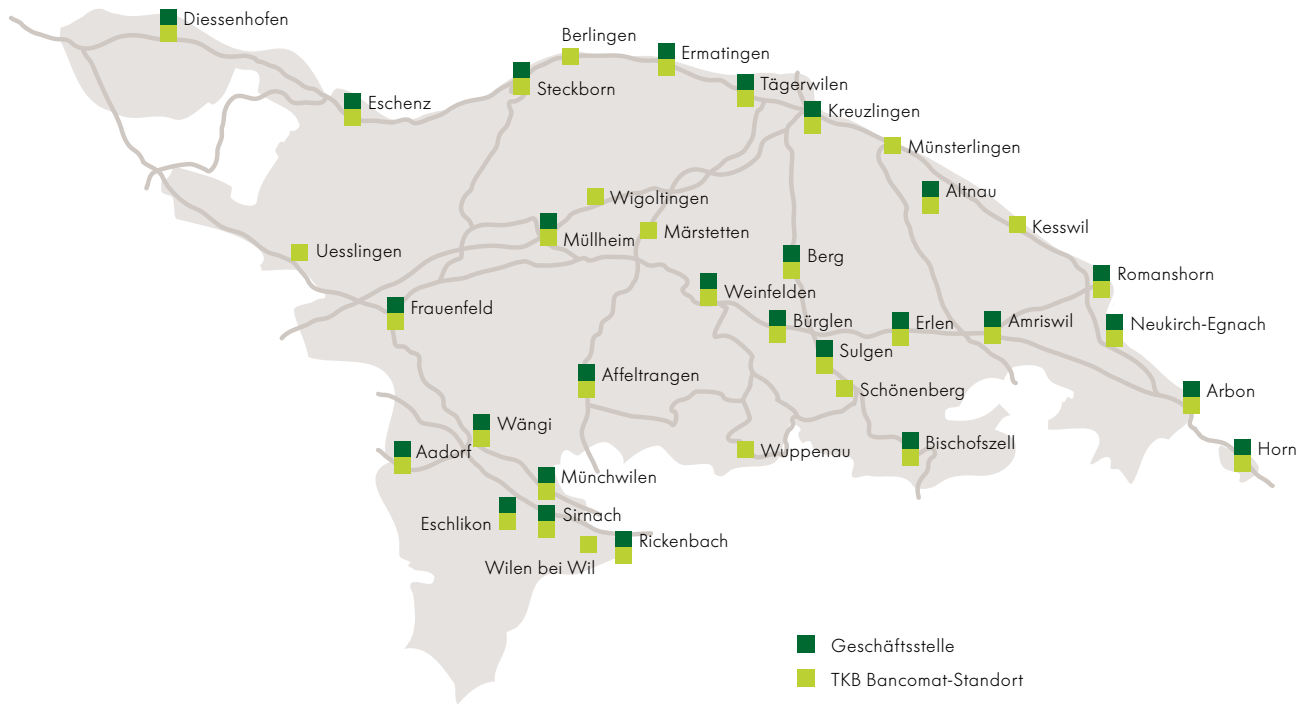 Diessenhofen
Berlingen
Ermatingen
Steckborn
Tägerwilen
Eschenz
Kreuzlingen
Münsterlingen
Altnau
Wigoltingen
Kesswil
Müllheim
Märstetten
Uesslingen
Berg
Romanshorn
Weinfelden
Frauenfeld
Bürglen
Erlen
Amriswil
Neukirch-Egnach
Sulgen
Affeltrangen
Schönenberg
Arbon
Wängi
Aadorf
Wuppenau
Bischofszell
Horn
Münchwilen
Eschlikon
Sirnach
Rickenbach
Wilen bei Wil
Geschäftsstelle
TKB Bancomat-Standort